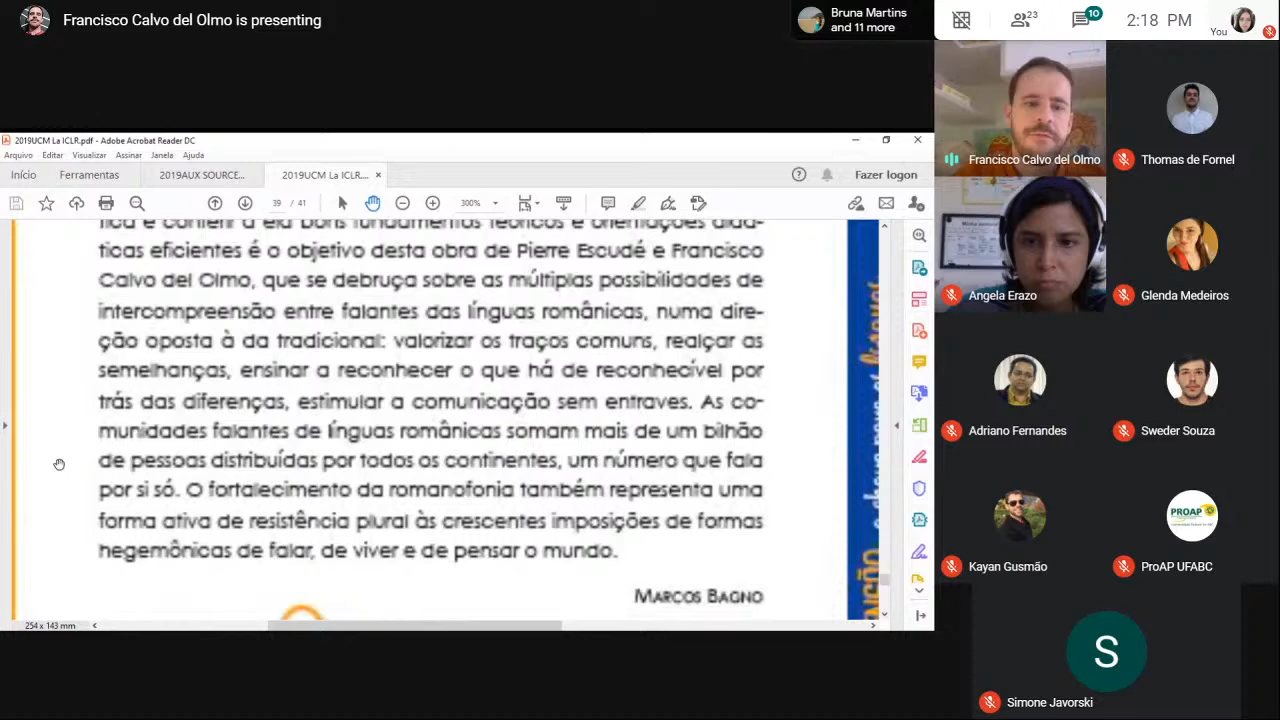 Francisco Calvo del Olmo is presenting
Bruna Martins
and 11 more
23
10
2:18 PM
You
2019UCM La ICLR.pdf - Adobe Acrobat Reader DC
Arquivo Editar Visualizar Assinar Janela Ajuda
Início Ferramentas 2019AUX SOURCE... 2019UCM La ICLR.... × Fazer logon
39 / 41 300%
ticas eficientes é o objetivo desta obra de Pierre Escudé e Francisco
Calvo del Olmo, que se debruça sobre as múltiplas possibilidades de
intercompreensão entre falantes das línguas românicas, numa dire-
ção oposta à da tradicional: valorizar os traços comuns, realçar as
semelhanças, ensinar a reconhecer o que há de reconhecível por
trás das diferenças, estimular a comunicação sem entraves. As co-
munidades falantes de línguas românicas somam mais de um bilhão
de pessoas distribuídas por todos os continentes, um número que fala
por si só. O fortalecimento da romanofonia também representa uma
forma ativa de resistência plural às crescentes imposições de formas
hegemônicas de falar, de viver e de pensar o mundo.
MARCOS BAGNO
254 x 143 mm
Francisco Calvo del Olmo
Thomas de Fornel
Angela Erazo
Glenda Medeiros
Adriano Fernandes
Sweder Souza
Kayan Gusmão
PROAP
ProAP UFABC
S
Simone Javorski